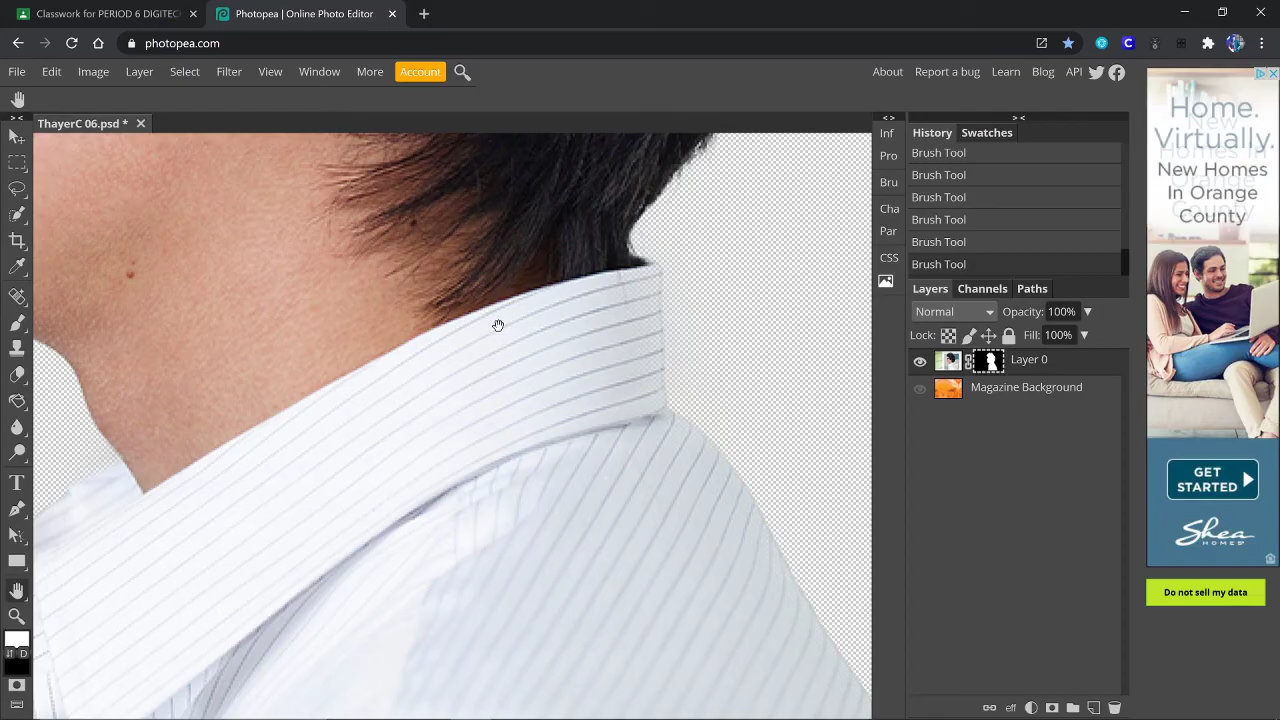 Classwork for PERIOD 6 DIGITEC
Photopea | Online Photo Editor
photopea.com
File Edit Image Layer Select Filter View Window More Account
About Report a bug Learn Blog API
ThayerC 06.psd *
Inf
Pro
Bru
Cha
Par
CSS
History Swatches
Brush Tool
Brush Tool
Brush Tool
Brush Tool
Brush Tool
Brush Tool
Layers Channels Paths
Normal Opacity: 100%
Lock: Fill: 100%
Layer 0
Magazine Background
Home.
Virtually.
New Homes
In Orange
County
GET
STARTED
Shea
HOMES
Do not sell my data